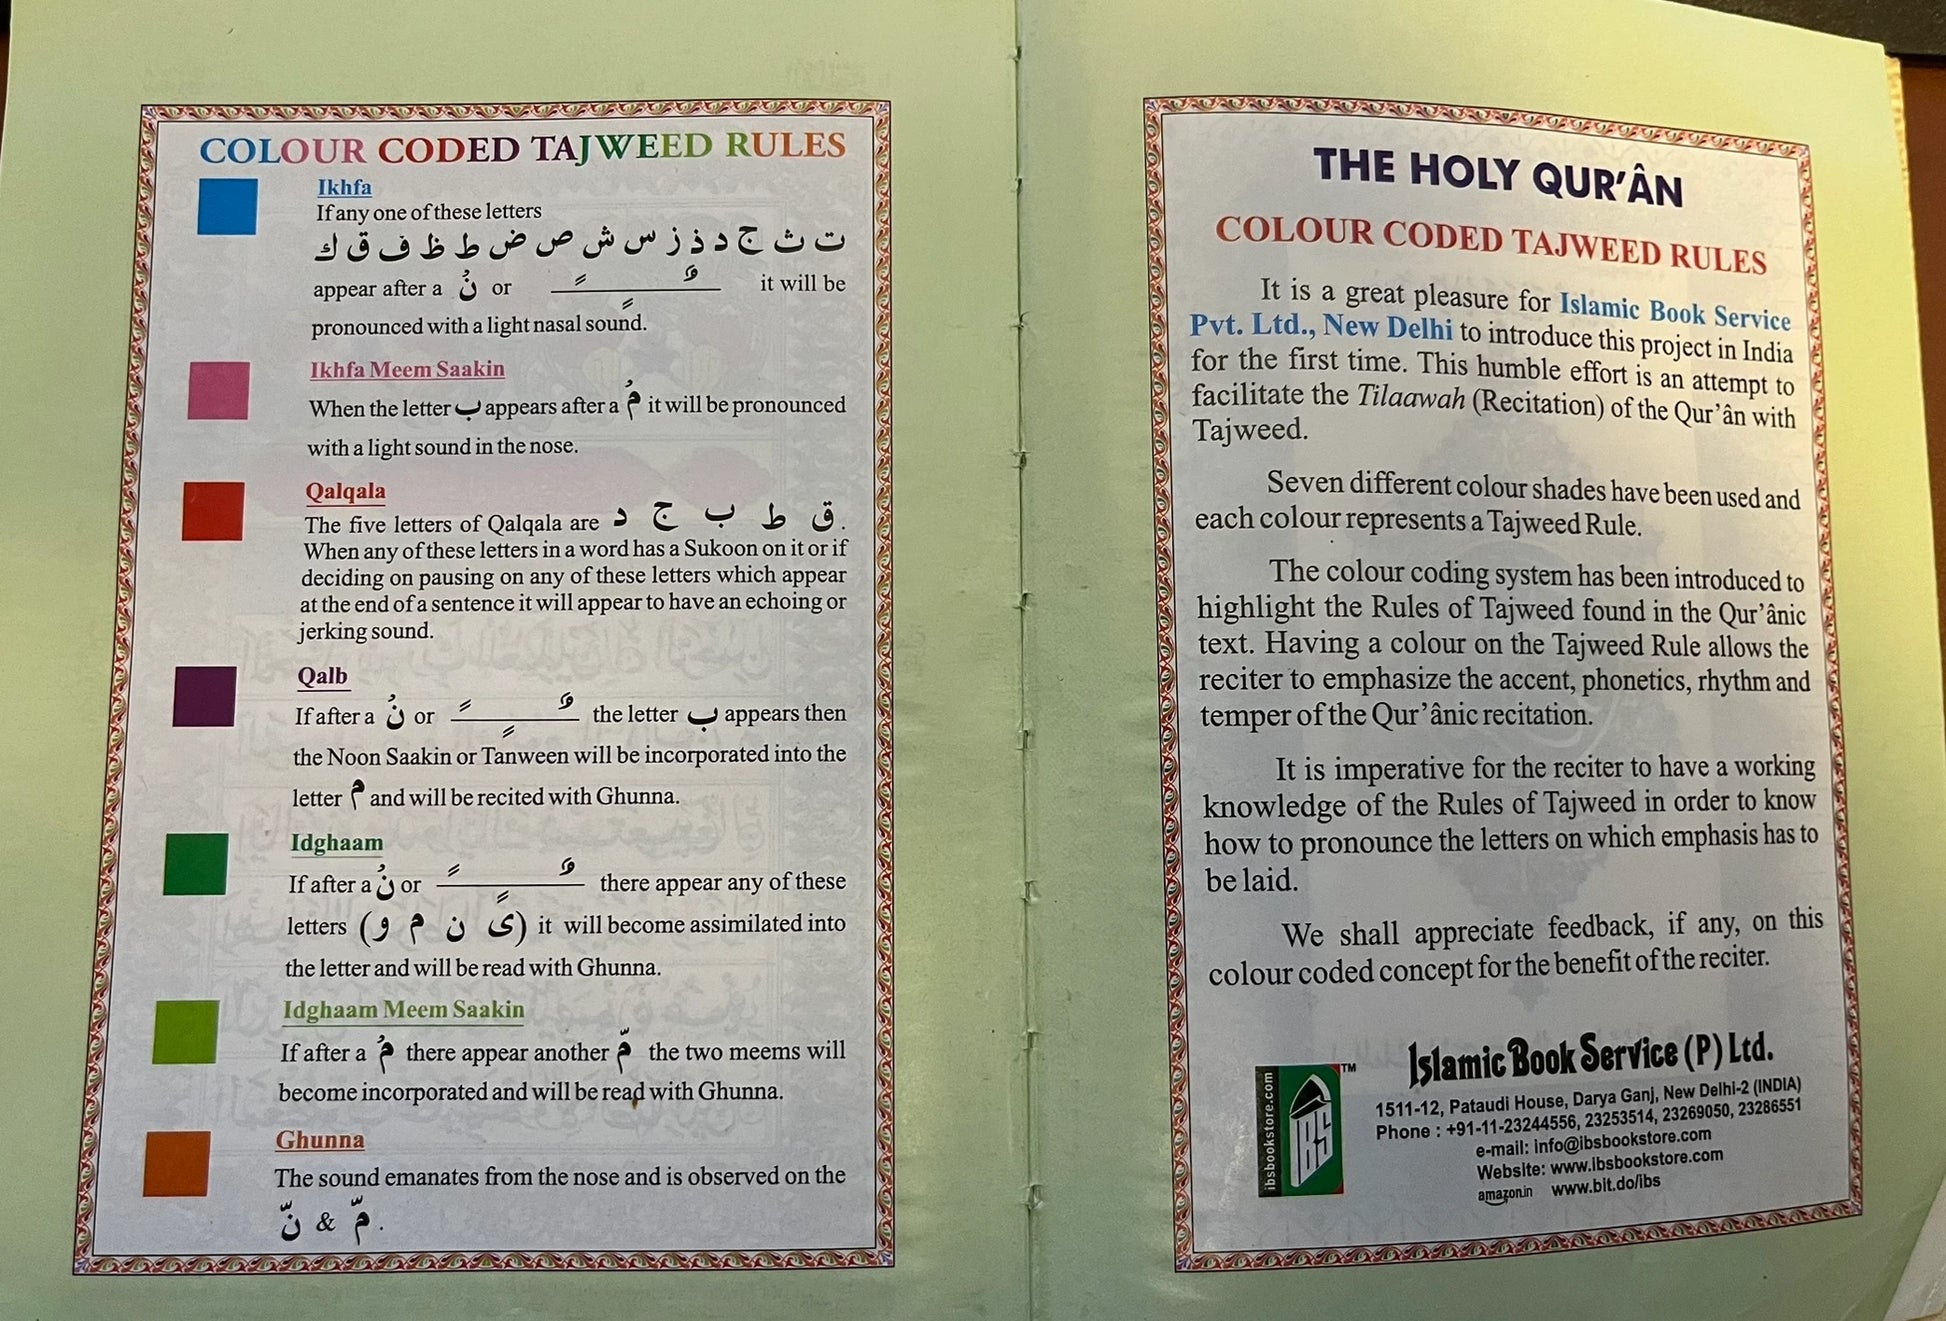 COLOUR CODED TAJWEED RULES
Ikhfa
If any one of these letters
ت ث ج د ذ ز س ش ص ض ط ظ ف ق ك
appear after a نْ or ـًـ ـٍـ ـٌـ it will be
pronounced with a light nasal sound.
Ikhfa Meem Saakin
When the letter ب appears after a مْ it will be pronounced
with a light sound in the nose.
Qalqala
The five letters of Qalqala are ق ط ب ج د .
When any of these letters in a word has a Sukoon on it or if
deciding on pausing on any of these letters which appear
at the end of a sentence it will appear to have an echoing or
jerking sound.
Qalb
If after a نْ or ـًـ ـٍـ ـٌـ the letter ب appears then
the Noon Saakin or Tanween will be incorporated into the
letter م and will be recited with Ghunna.
Idghaam
If after a نْ or ـًـ ـٍـ ـٌـ there appear any of these
letters (ى ن م و) it will become assimilated into
the letter and will be read with Ghunna.
Idghaam Meem Saakin
If after a مْ there appear another مّ the two meems will
become incorporated and will be read with Ghunna.
Ghunna
The sound emanates from the nose and is observed on the
نّ & مّ .
THE HOLY QUR'ÂN
COLOUR CODED TAJWEED RULES
It is a great pleasure for Islamic Book Service
Pvt. Ltd., New Delhi to introduce this project in India
for the first time. This humble effort is an attempt to
facilitate the Tilaawah (Recitation) of the Qur'ân with
Tajweed.
Seven different colour shades have been used and
each colour represents a Tajweed Rule.
The colour coding system has been introduced to
highlight the Rules of Tajweed found in the Qur'ânic
text. Having a colour on the Tajweed Rule allows the
reciter to emphasize the accent, phonetics, rhythm and
temper of the Qur'ânic recitation.
It is imperative for the reciter to have a working
knowledge of the Rules of Tajweed in order to know
how to pronounce the letters on which emphasis has to
be laid.
We shall appreciate feedback, if any, on this
colour coded concept for the benefit of the reciter.
ibsbookstore.com
IBS
TM
Islamic Book Service (P) Ltd.
1511-12, Pataudi House, Darya Ganj, New Delhi-2 (INDIA)
Phone : +91-11-23244556, 23253514, 23269050, 23286551
e-mail: info@ibsbookstore.com
Website: www.ibsbookstore.com
amazon.in www.bit.do/ibs